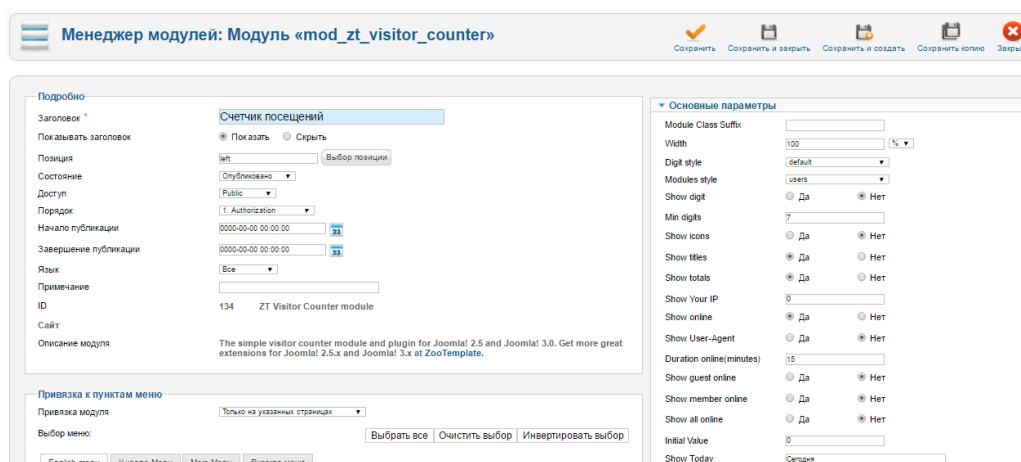 Менеджер модулей: Модуль «mod_zt_visitor_counter»
Сохранить Сохранить и закрыть Сохранить и создать Сохранить копию Закры
Подробно
Заголовок * Счетчик посещений
Показывать заголовок Показать Скрыть
Позиция left Выбор позиции
Состояние Опубликовано
Доступ Public
Порядок 1. Authorization
Начало публикации 0000-00-00 00:00:00 23
Завершение публикации 0000-00-00 00:00:00 23
Язык Все
Примечание
ID 134 ZT Visitor Counter module
Сайт
Описание модуля The simple visitor counter module and plugin for Joomla! 2.5 and Joomla! 3.0. Get more great
extensions for Joomla! 2.5.x and Joomla! 3.x at ZooTemplate.
Привязка к пунктам меню
Привязка модуля Только на указанных страницах
Выбор меню:
Выбрать все Очистить выбор Инвертировать выбор
Основные параметры
Module Class Suffix
Width 100 %
Digit style default
Modules style users
Show digit Да Нет
Min digits 7
Show icons Да Нет
Show titles Да Нет
Show totals Да Нет
Show Your IP 0
Show online Да Нет
Show User-Agent Да Нет
Duration online(minutes) 15
Show guest online Да Нет
Show member online Да Нет
Show all online Да Нет
Initial Value 0
Show Today Сегодня